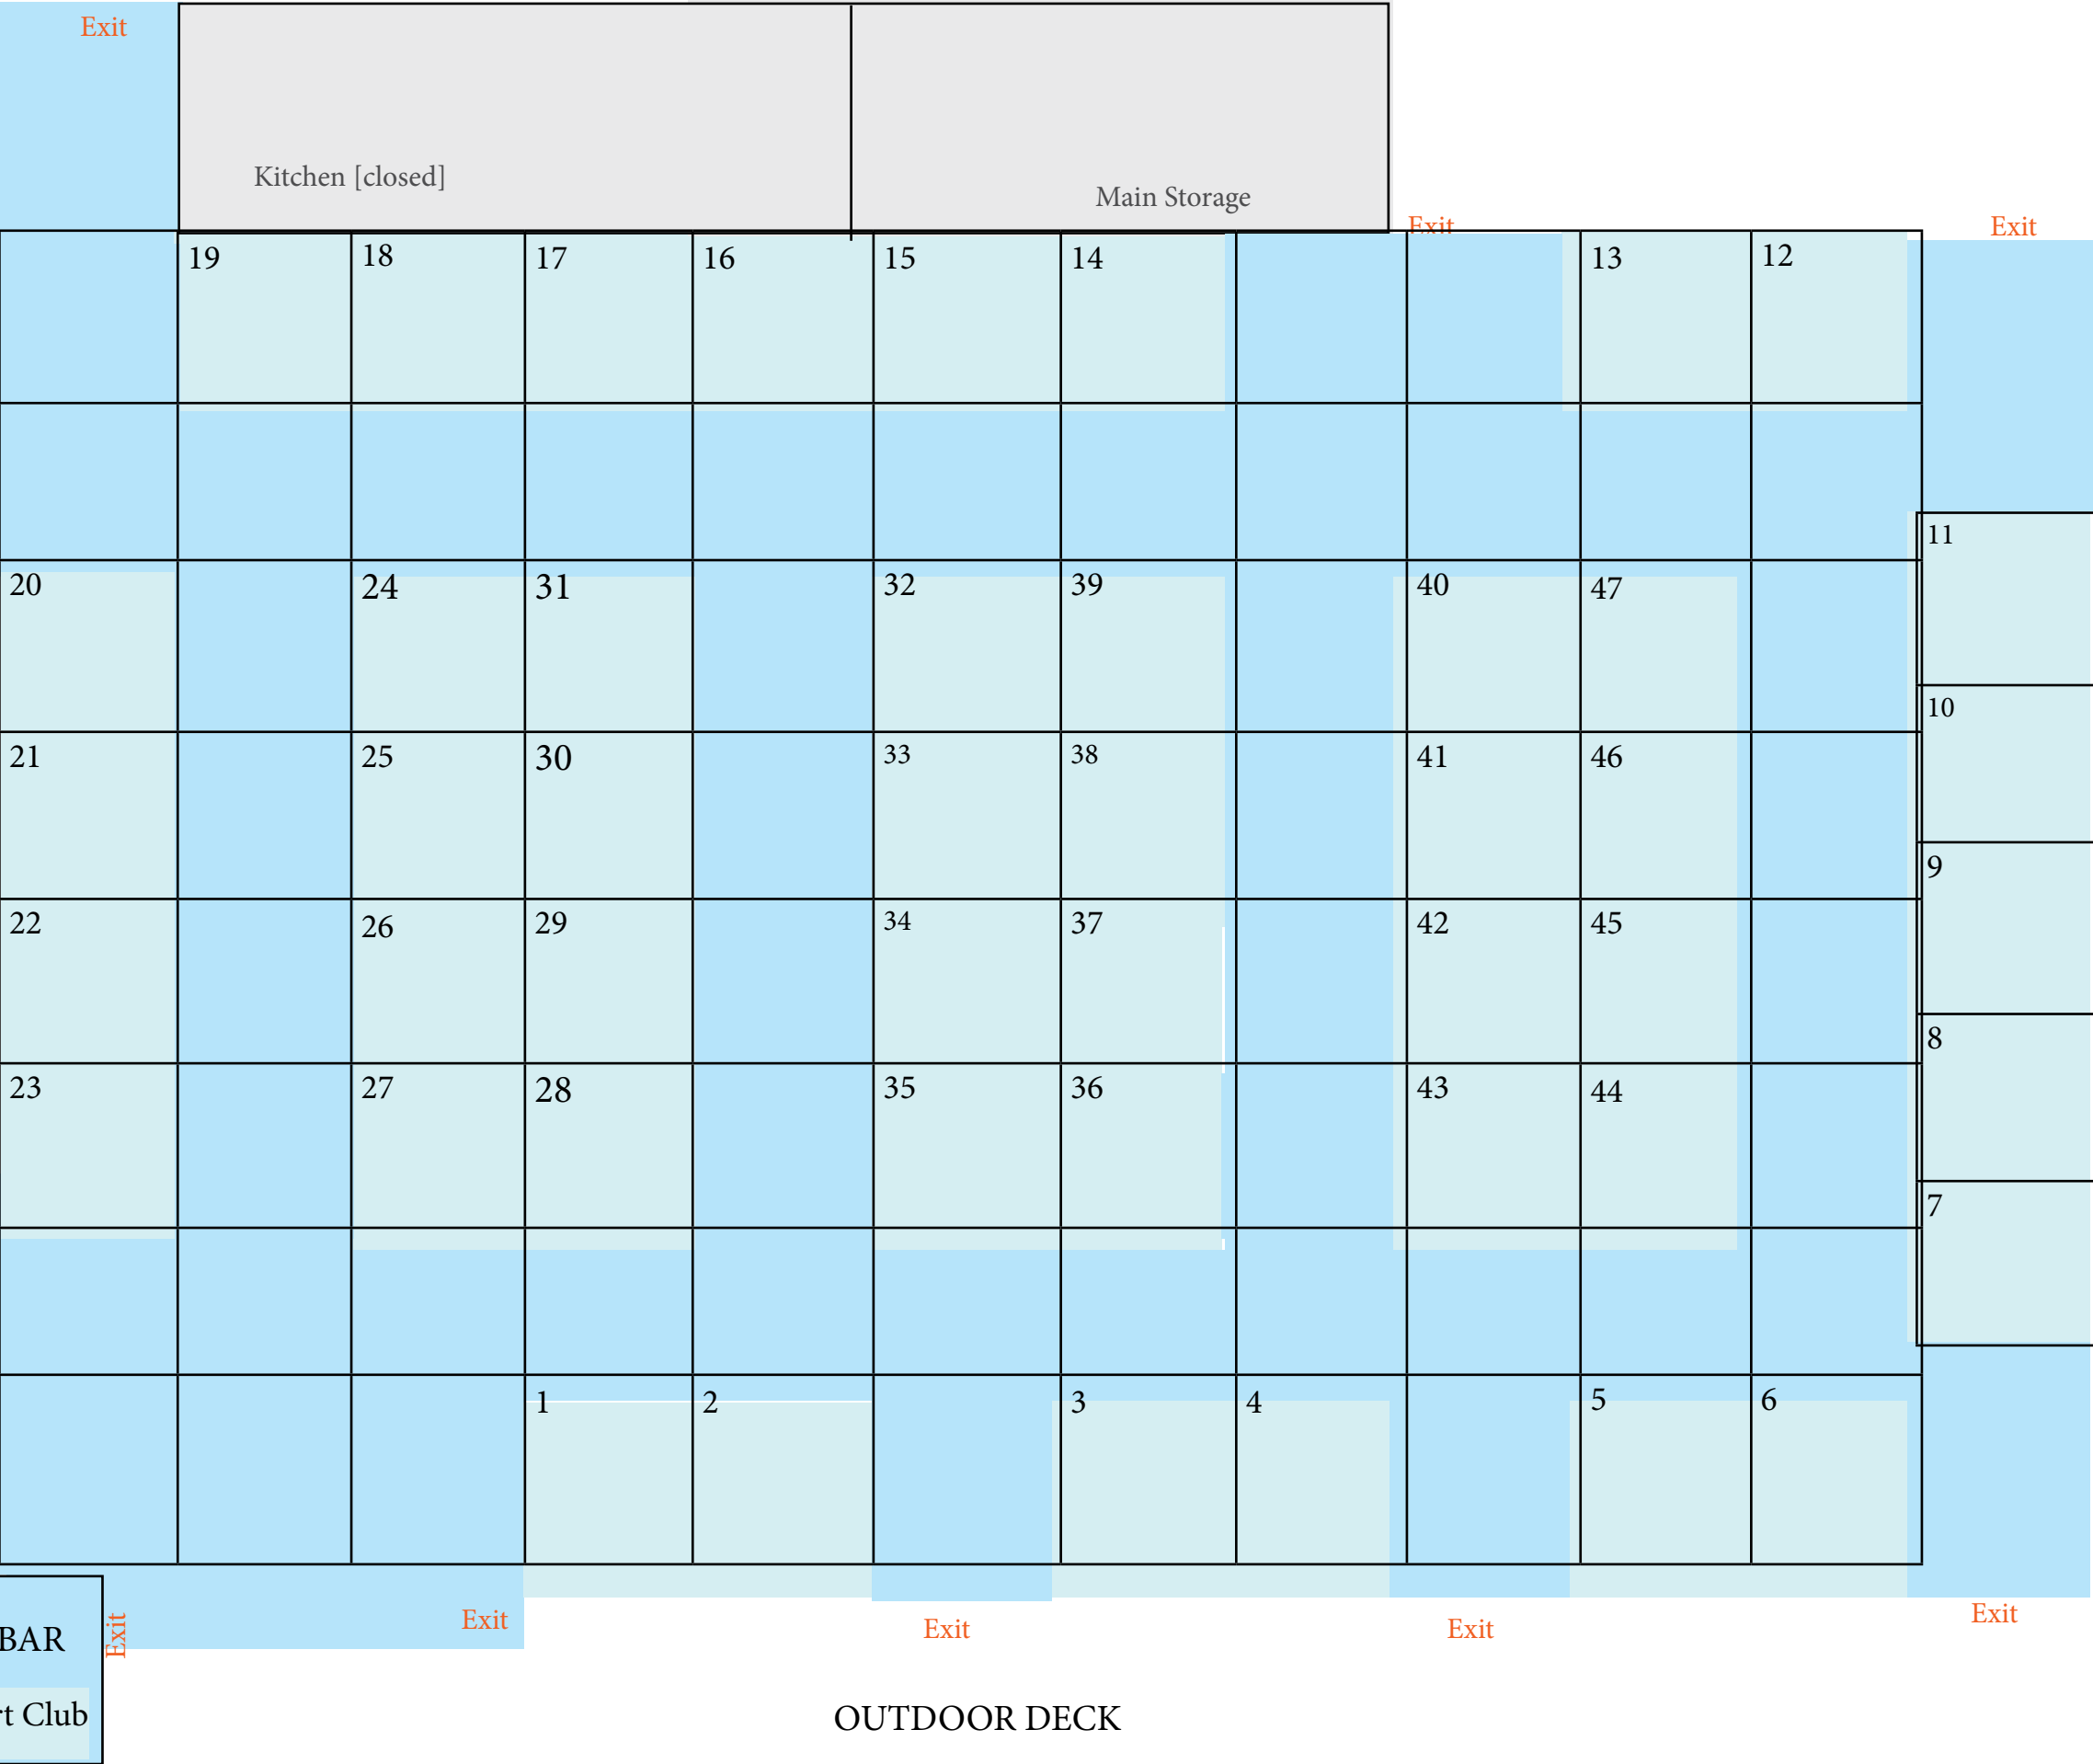 Exit
Kitchen [closed]
Main Storage
Exit
Exit
19 18 17 16 15 14 13 12
11
20 24 31 32 39 40 47
10
21 25 30 33 38 41 46
9
22 26 29 34 37 42 45
8
23 27 28 35 36 43 44
7
1 2 3 4 5 6
Exit
Exit
Exit
Exit
Exit
BAR
rt Club
OUTDOOR DECK